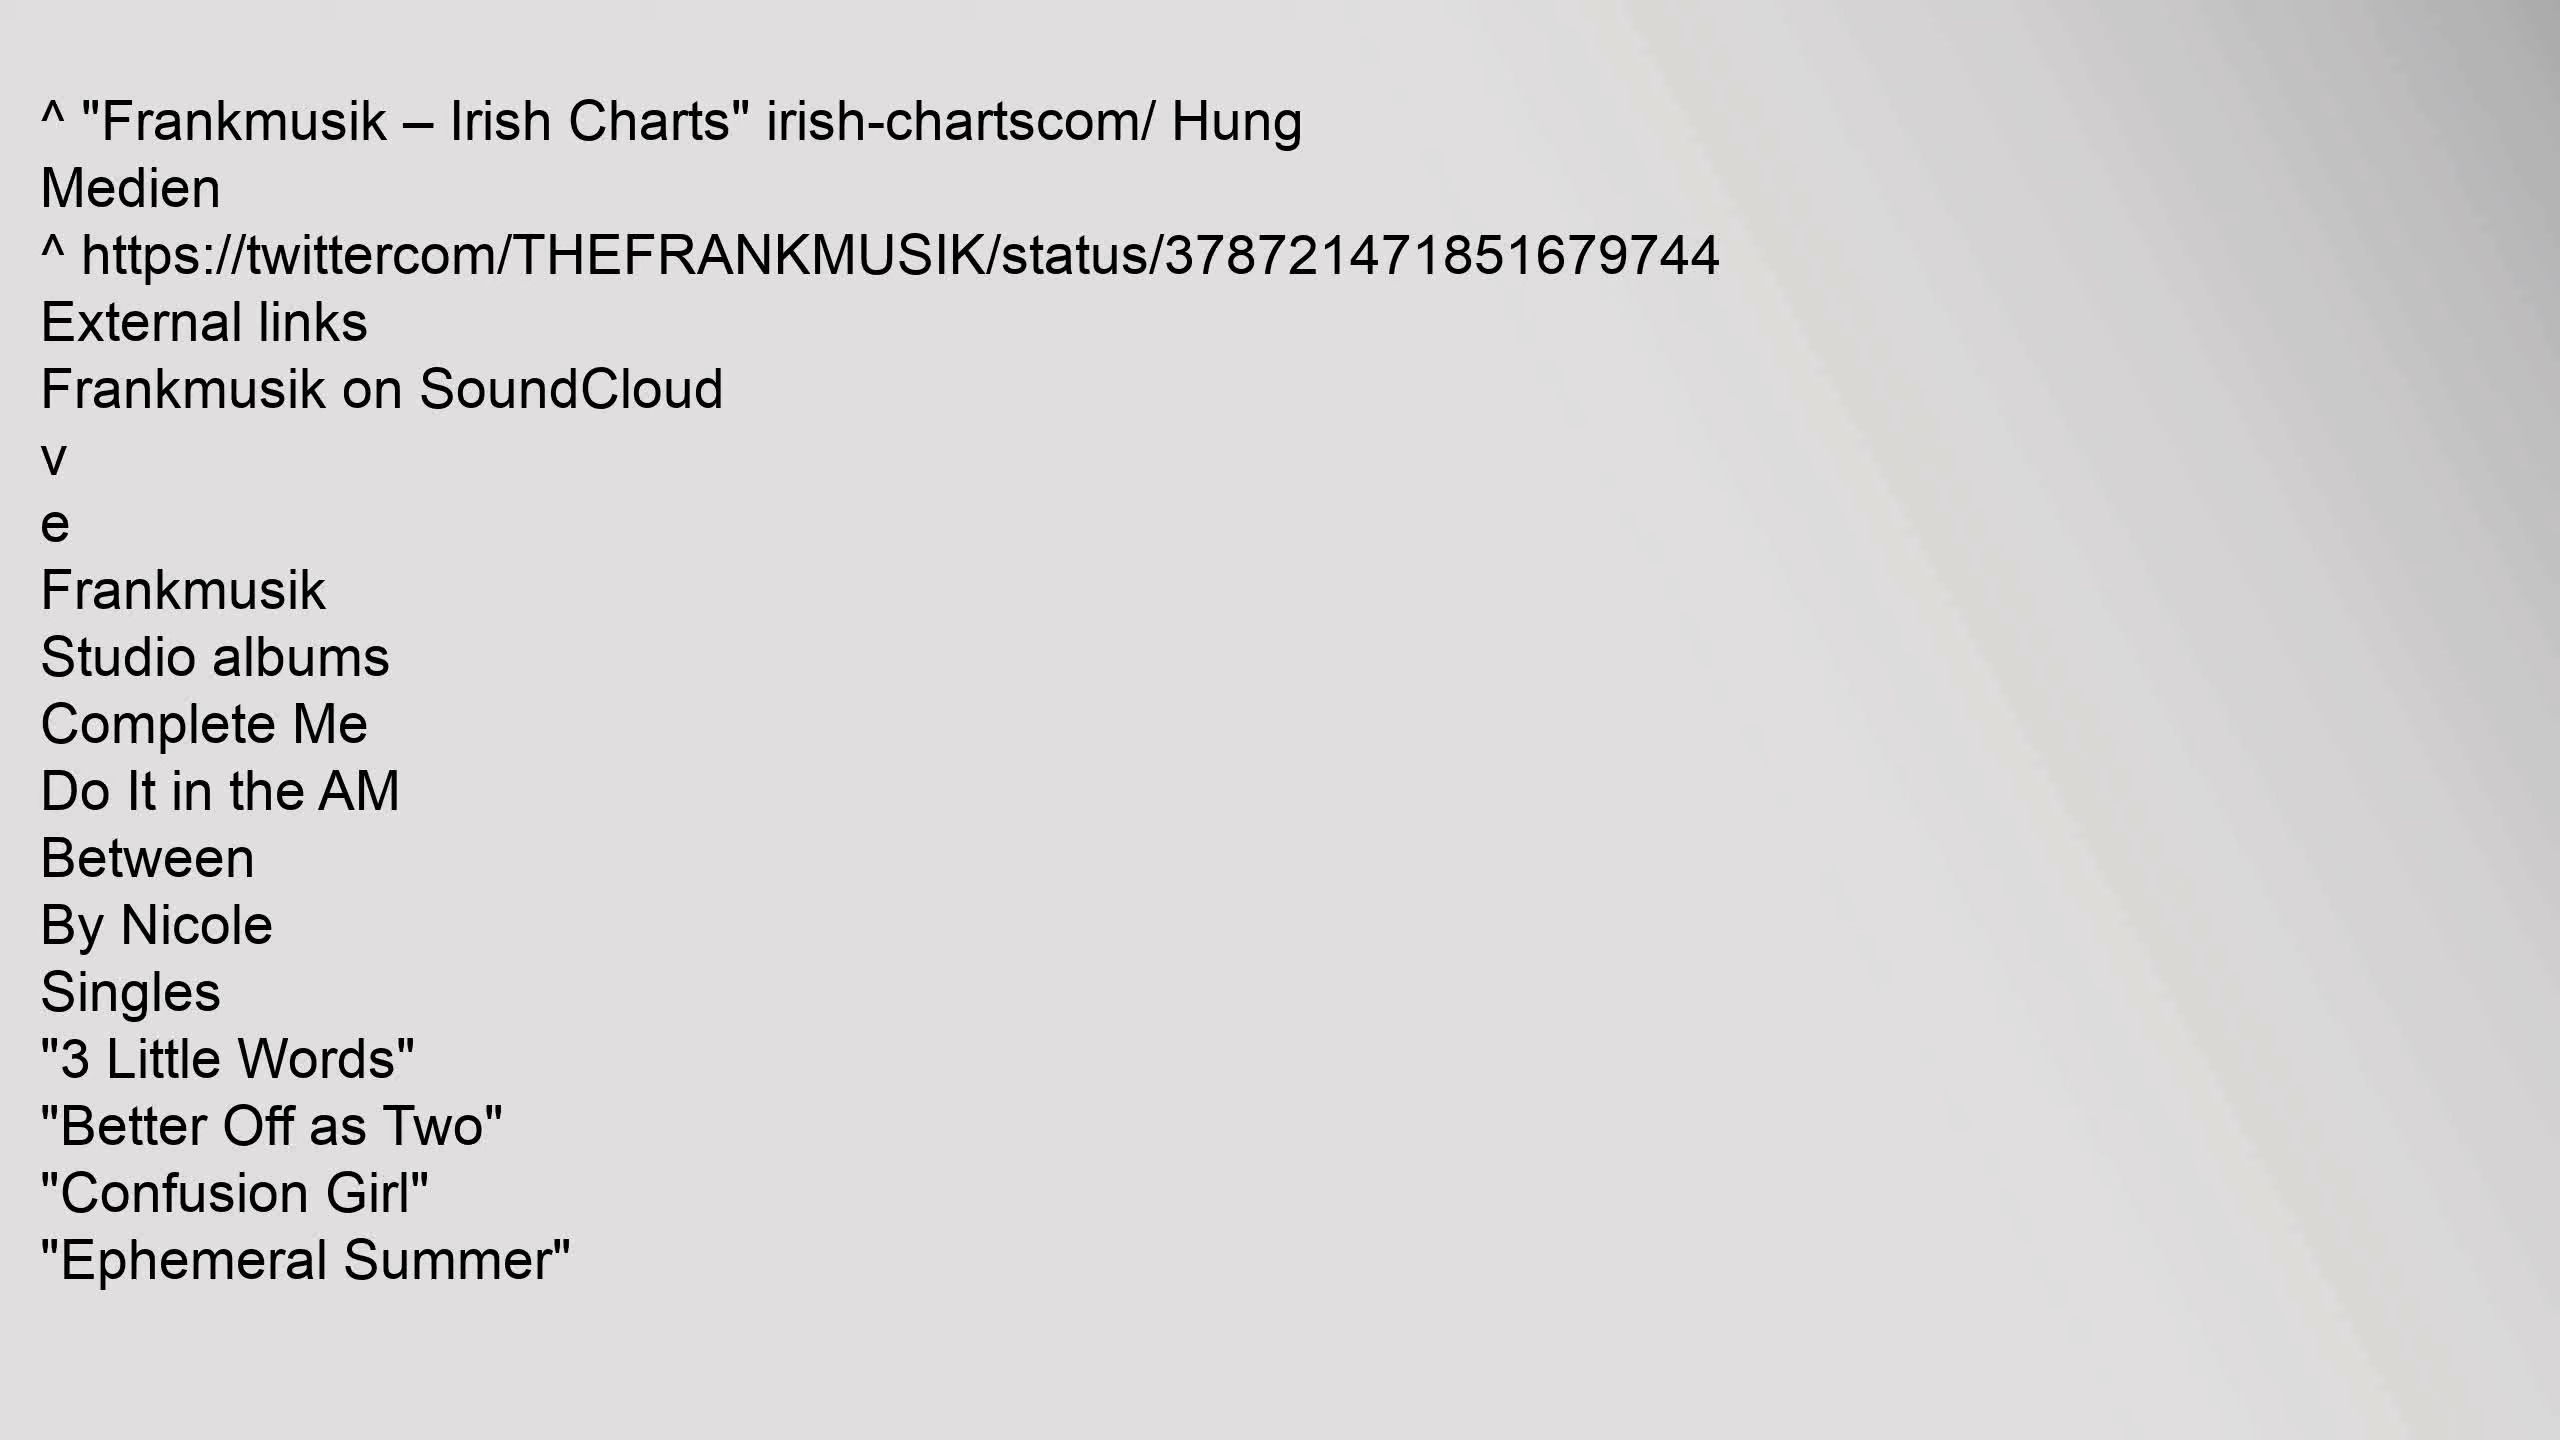 ^ "Frankmusik – Irish Charts" irish-chartscom/ Hung
Medien
^ https://twittercom/THEFRANKMUSIK/status/378721471851679744
External links
Frankmusik on SoundCloud
v
e
Frankmusik
Studio albums
Complete Me
Do It in the AM
Between
By Nicole
Singles
"3 Little Words"
"Better Off as Two"
"Confusion Girl"
"Ephemeral Summer"